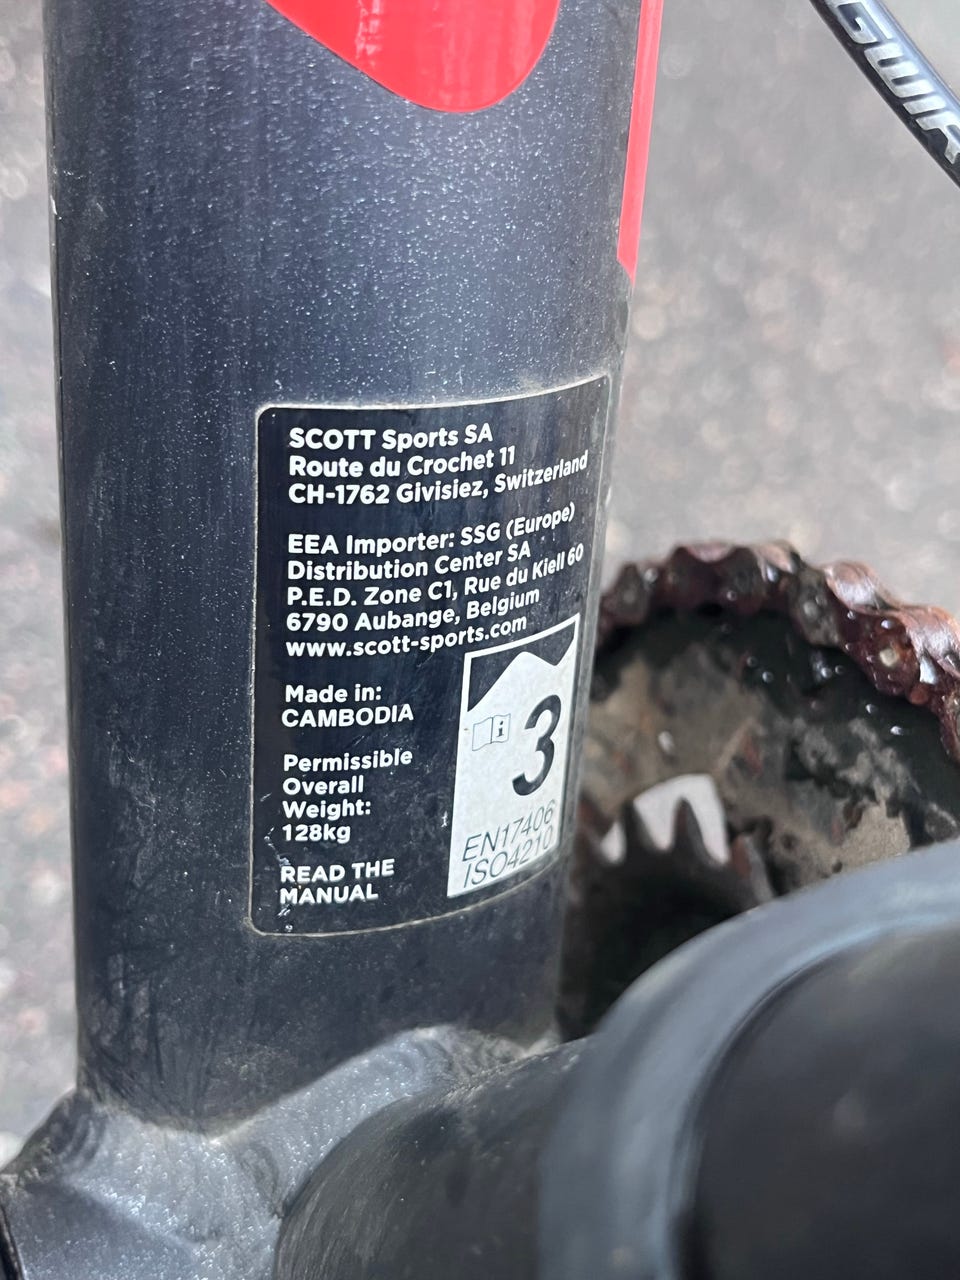 SCOTT Sports SA
Route du Crochet 11
CH-1762 Givisiez, Switzerland
EEA Importer: SSG (Europe)
Distribution Center SA
P.E.D. Zone C1, Rue du Kiell 60
6790 Aubange, Belgium
www.scott-sports.com
Made in:
CAMBODIA
Permissible
Overall
Weight:
128kg
READ THE
MANUAL
3
EN17406
ISO4210